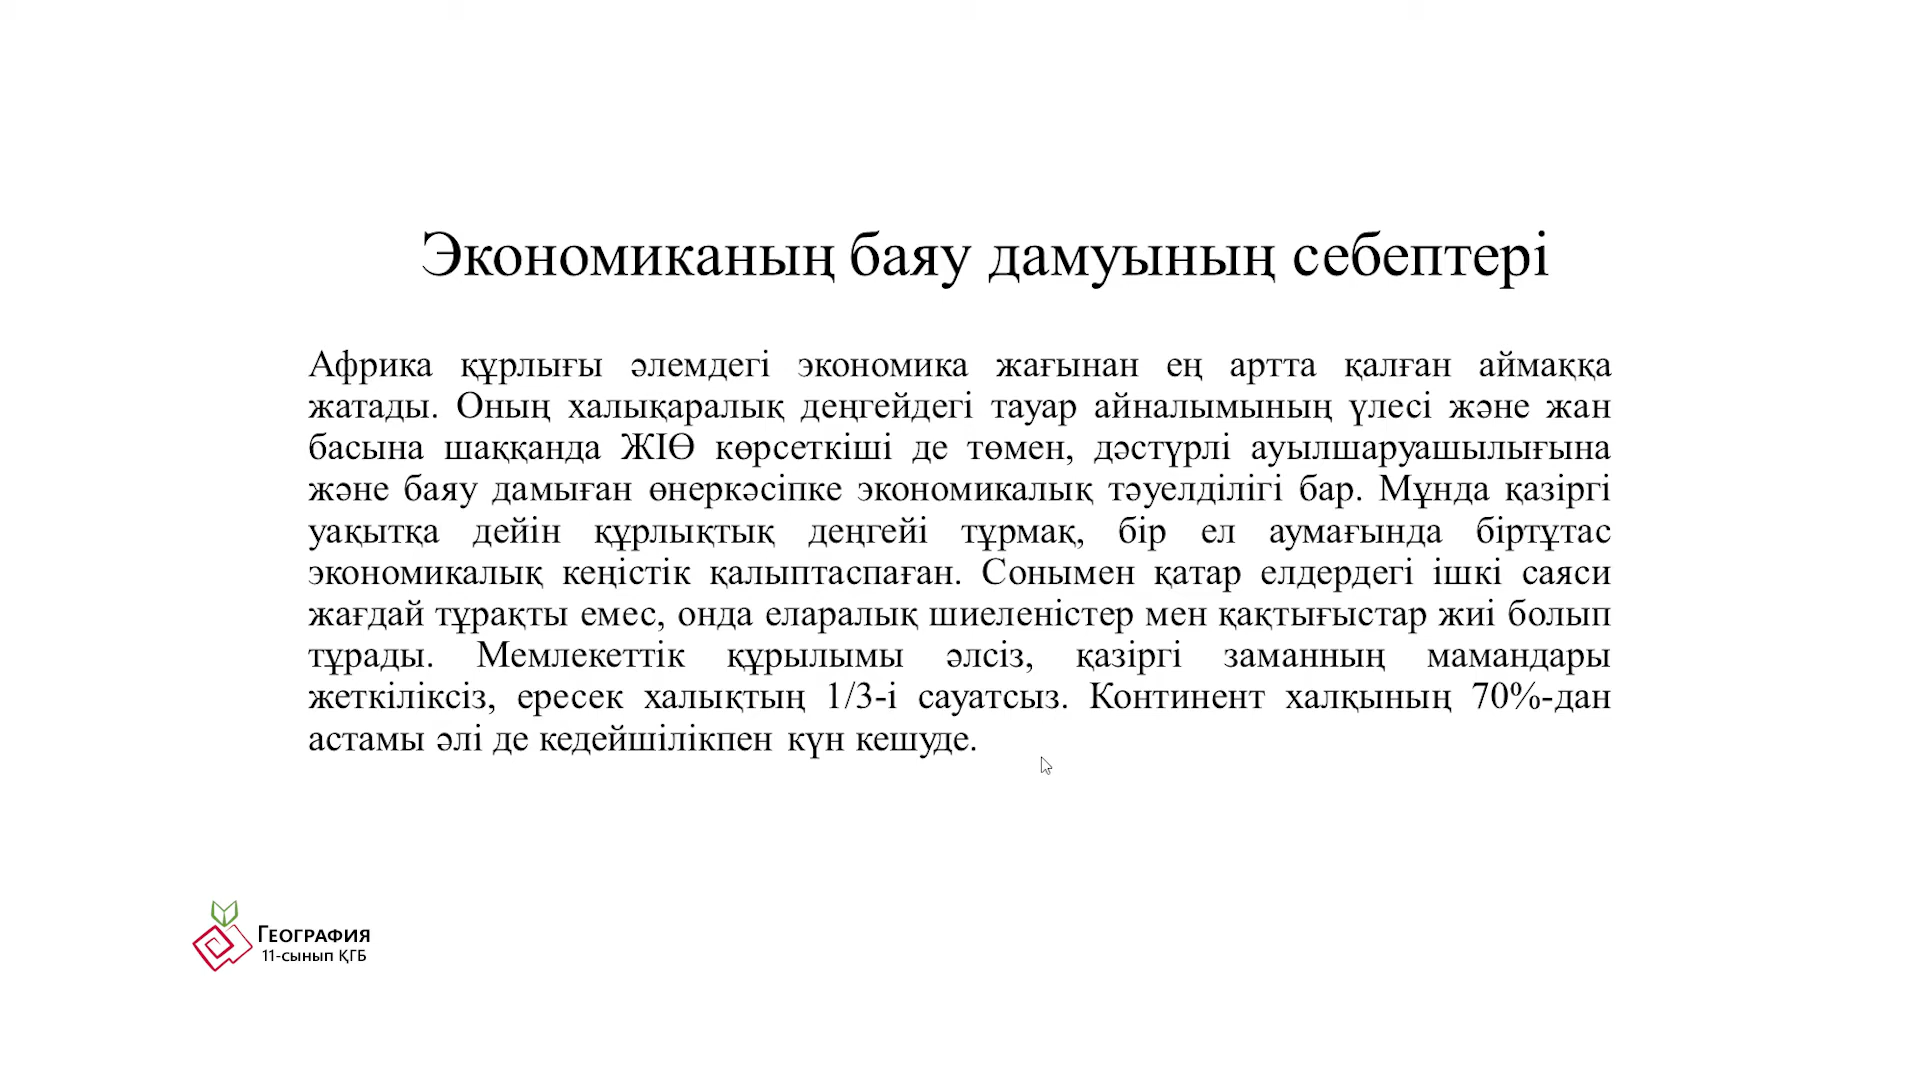 Экономиканың баяу дамуының себептері
Африка құрлығы әлемдегі экономика жағынан ең артта қалған аймаққа
жатады. Оның халықаралық деңгейдегі тауар айналымының үлесі және жан
басына шаққанда ЖІӨ көрсеткіші де төмен, дәстүрлі ауылшаруашылығына
және баяу дамыған өнеркәсіпке экономикалық тәуелділігі бар. Мұнда қазіргі
уақытқа дейін құрлықтық деңгейі тұрмақ, бір ел аумағында біртұтас
экономикалық кеңістік қалыптаспаған. Сонымен қатар елдердегі ішкі саяси
жағдай тұрақты емес, онда еларалық шиеленістер мен қақтығыстар жиі болып
тұрады. Мемлекеттік құрылымы әлсіз, қазіргі заманның мамандары
жеткіліксіз, ересек халықтың 1/3-і сауатсыз. Континент халқының 70%-дан
астамы әлі де кедейшілікпен күн кешуде.
География
11-сынып ҚГБ